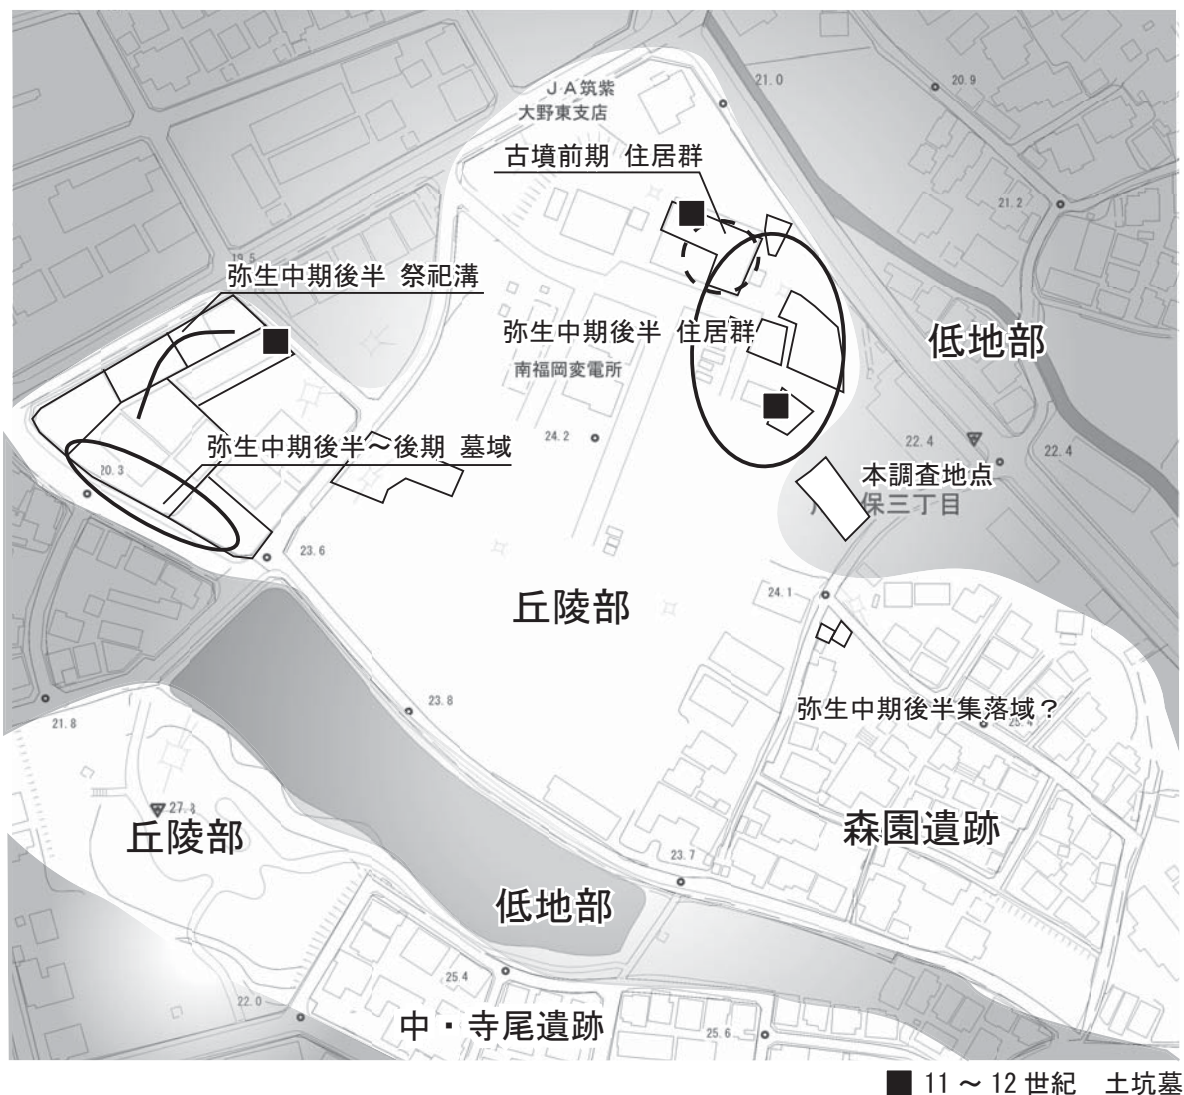 21.0
20.9
JA筑紫
大野東支店
古墳前期 住居群
21.2
19.5
弥生中期後半 祭祀溝
弥生中期後半 住居群
低地部
南福岡変電所
24.2
22.4
22.4
弥生中期後半～後期 墓域
20.3
本調査地点
保三丁目
23.6
丘陵部
24.1
23.8
21.8
弥生中期後半集落域？
25.4
27.3
丘陵部
森園遺跡
23.7
低地部
25.4
22.0
中・寺尾遺跡
25.6
■ 11 ～ 12 世紀 土坑墓